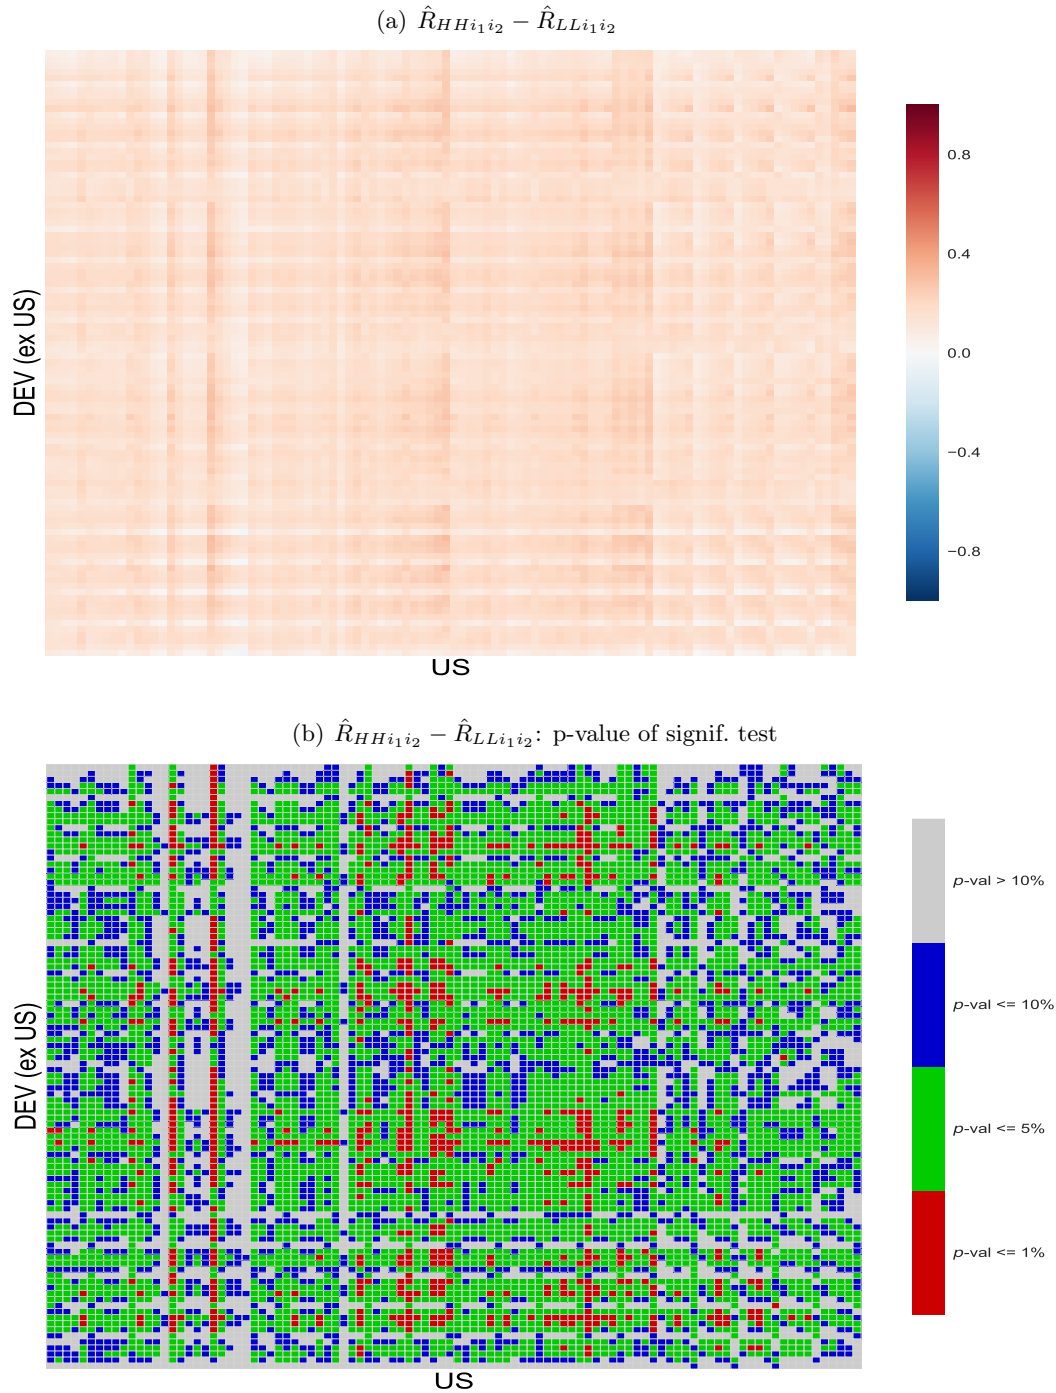 (a) R̂_{HHi₁i₂} − R̂_{LLi₁i₂}
0.8
0.4
0.0
−0.4
−0.8
DEV (ex US)
US
(b) R̂_{HHi₁i₂} − R̂_{LLi₁i₂}: p-value of signif. test
p-val > 10%
p-val <= 10%
p-val <= 5%
p-val <= 1%
DEV (ex US)
US